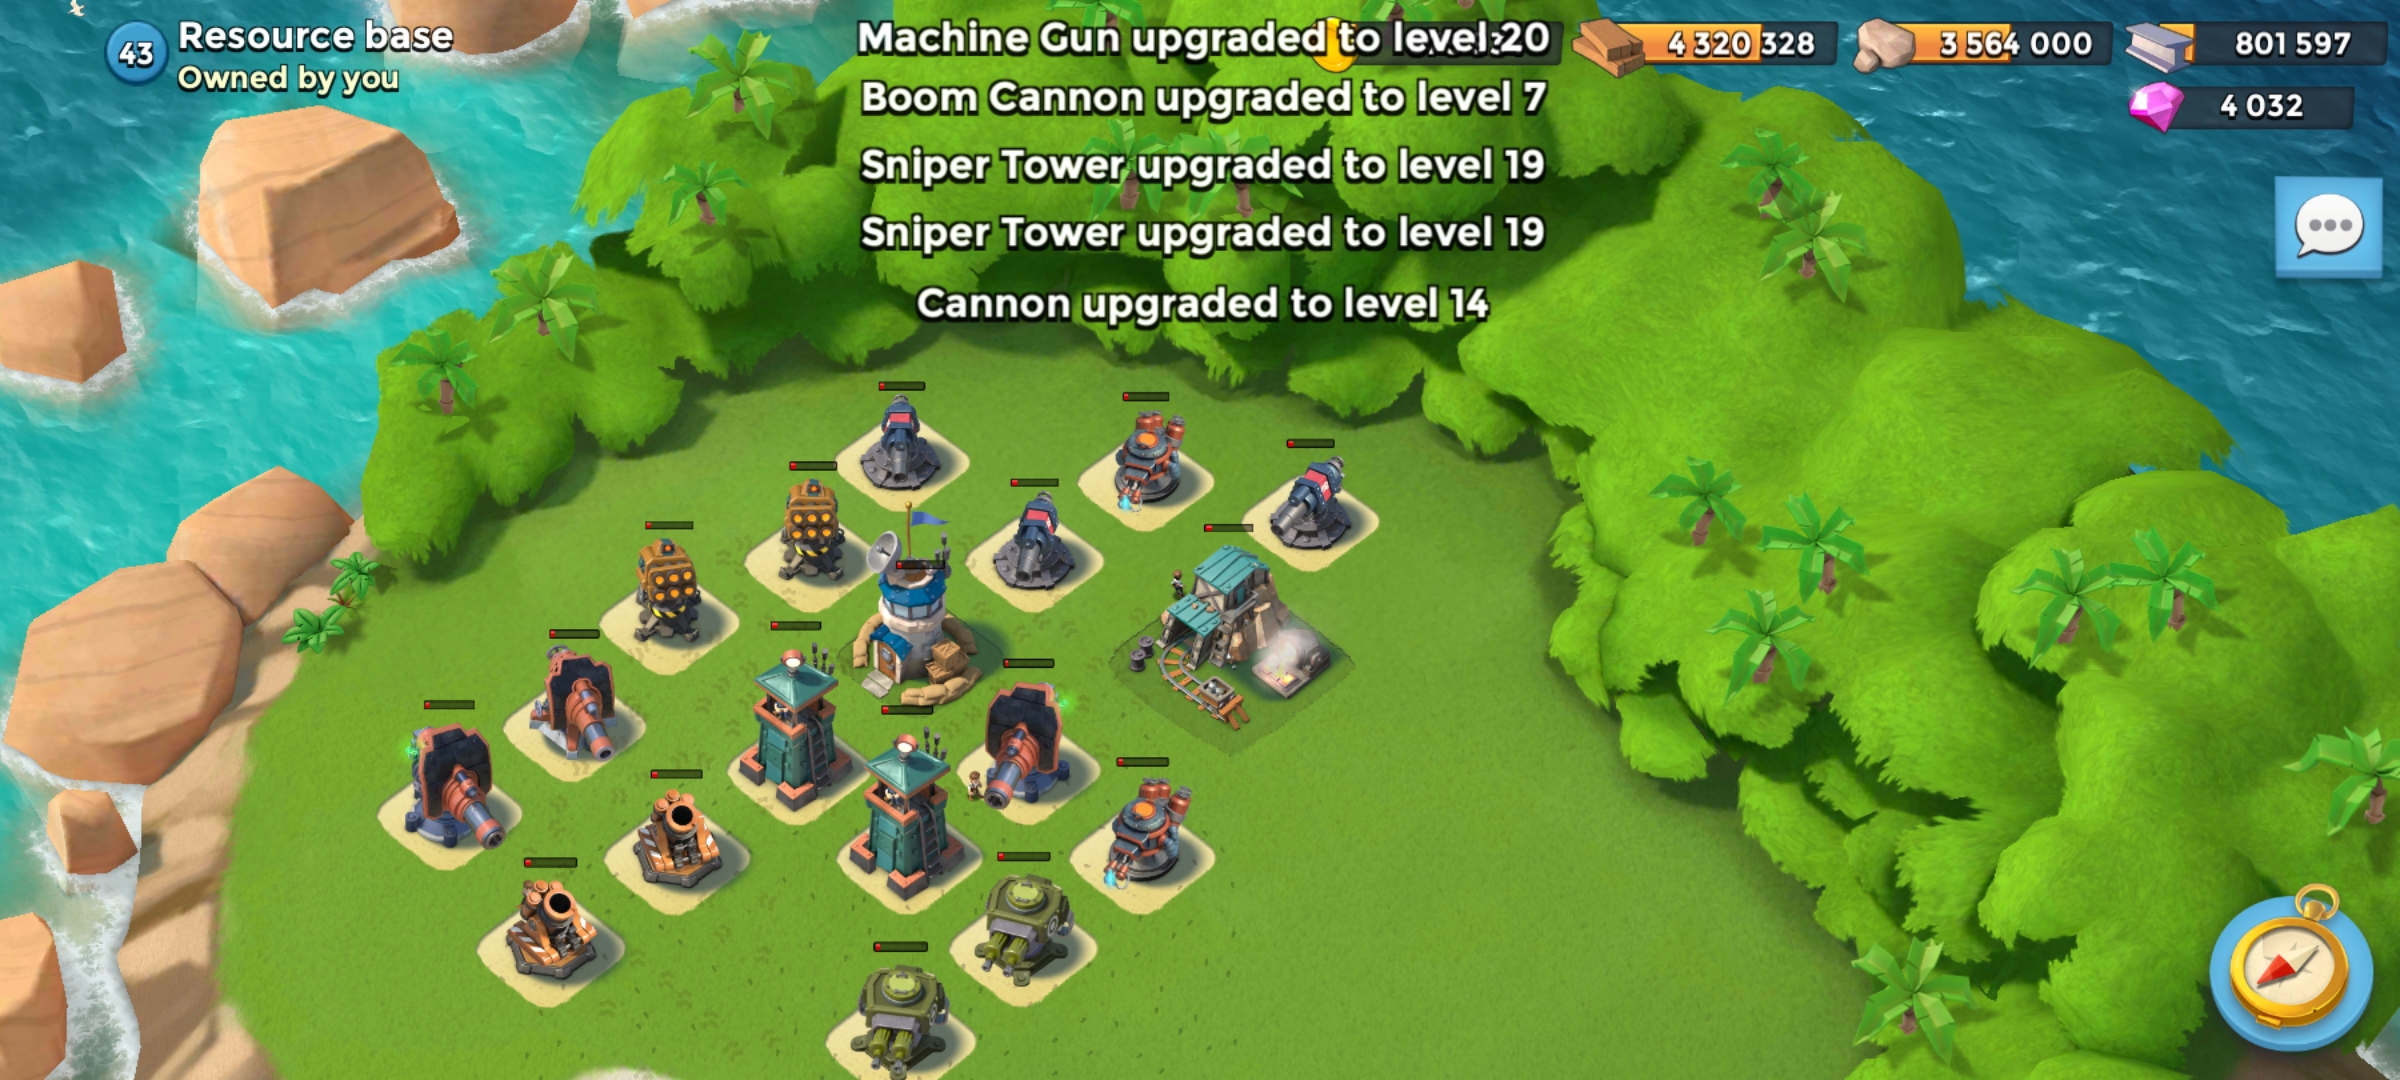 43
Resource base
Owned by you
Machine Gun upgraded to level 20
Boom Cannon upgraded to level 7
Sniper Tower upgraded to level 19
Sniper Tower upgraded to level 19
Cannon upgraded to level 14
4 320 328
3 564 000
801 597
4 032